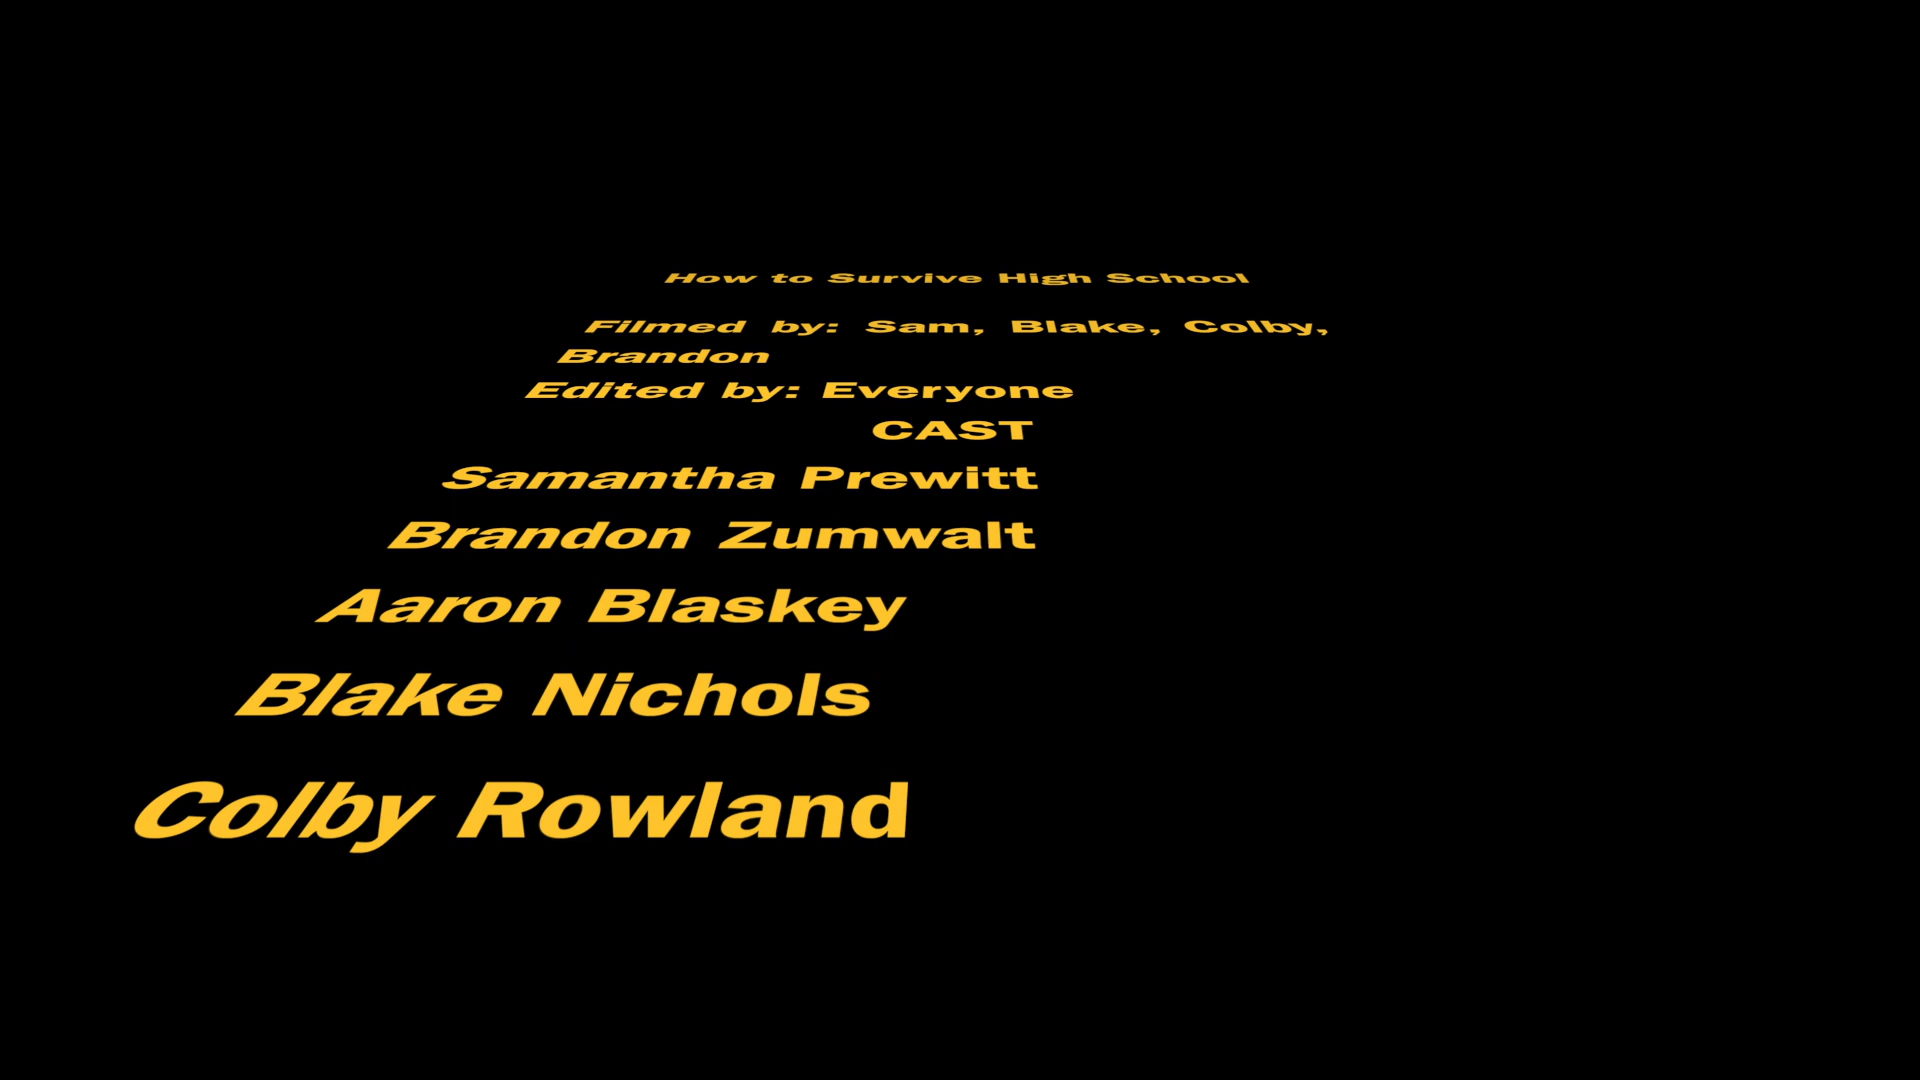 How to Survive High School
Filmed by: Sam, Blake, Colby,
Brandon
Edited by: Everyone
CAST
Samantha Prewitt
Brandon Zumwalt
Aaron Blaskey
Blake Nichols
Colby Rowland